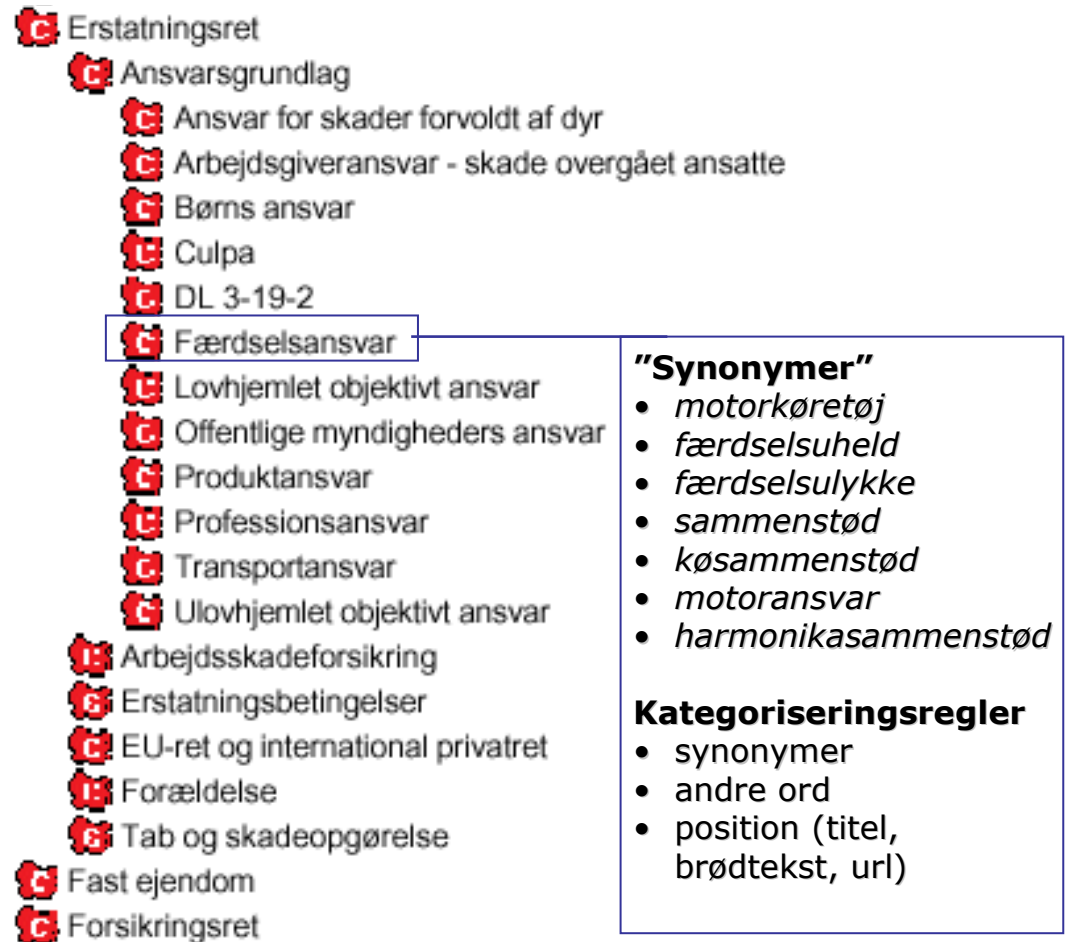 Erstatningsret
Ansvarsgrundlag
Ansvar for skader forvoldt af dyr
Arbejdsgiveransvar - skade overgået ansatte
Børns ansvar
Culpa
DL 3-19-2
Færdselsansvar
Lovhjemlet objektivt ansvar
Offentlige myndigheders ansvar
Produktansvar
Professionsansvar
Transportansvar
Ulovhjemlet objektivt ansvar
Arbejdsskadeforsikring
Erstatningsbetingelser
EU-ret og international privatret
Forældelse
Tab og skadeopgørelse
Fast ejendom
Forsikringsret
”Synonymer”
• motorkøretøj
• færdselsuheld
• færdselsulykke
• sammenstød
• køsammenstød
• motoransvar
• harmonikasammenstød
Kategoriseringsregler
• synonymer
• andre ord
• position (titel,
brødtekst, url)